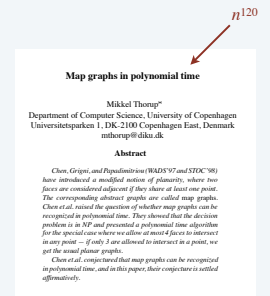 n^120
Map graphs in polynomial time
Mikkel Thorup*
Department of Computer Science, University of Copenhagen
Universitetsparken 1, DK-2100 Copenhagen East, Denmark
mthorup@diku.dk
Abstract
Chen, Grigni, and Papadimitriou (WADS'97 and STOC'98)
have introduced a modified notion of planarity, where two
faces are considered adjacent if they share at least one point.
The corresponding abstract graphs are called map graphs.
Chen et.al. raised the question of whether map graphs can be
recognized in polynomial time. They showed that the decision
problem is in NP and presented a polynomial time algorithm
for the special case where we allow at most 4 faces to intersect
in any point — if only 3 are allowed to intersect in a point, we
get the usual planar graphs.
Chen et.al. conjectured that map graphs can be recognized
in polynomial time, and in this paper, their conjecture is settled
affirmatively.